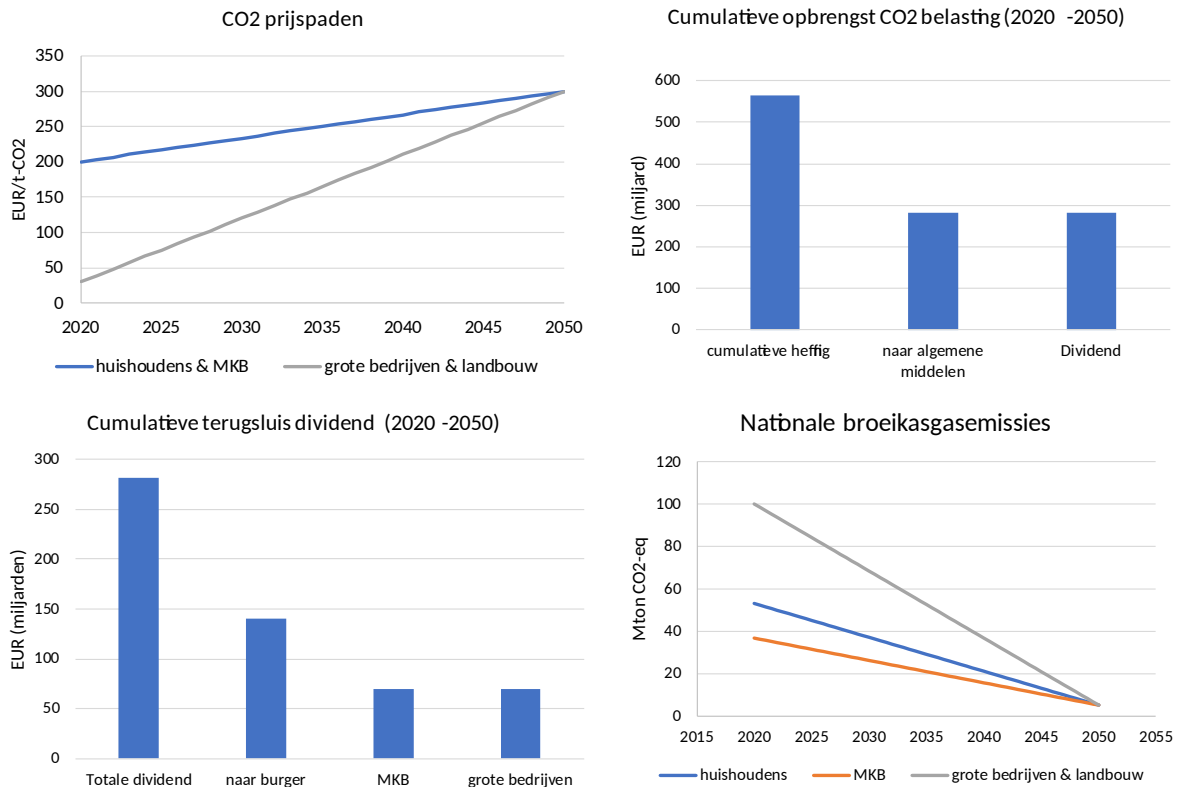 CO2 prijspaden
350
300
250
200
150
100
50
0
EUR/t-CO2
2020 2025 2030 2035 2040 2045 2050
huishoudens & MKB grote bedrijven & landbouw
Cumulatieve opbrengst CO2 belasting (2020 -2050)
600
500
400
300
200
100
0
EUR (miljard)
cumulatieve heffig naar algemene middelen Dividend
Cumulatieve terugsluis dividend (2020 -2050)
300
250
200
150
100
50
0
EUR (miljarden)
Totale dividend naar burger MKB grote bedrijven
Nationale broeikasgasemissies
120
100
80
60
40
20
0
Mton CO2-eq
2015 2020 2025 2030 2035 2040 2045 2050 2055
huishoudens MKB grote bedrijven & landbouw